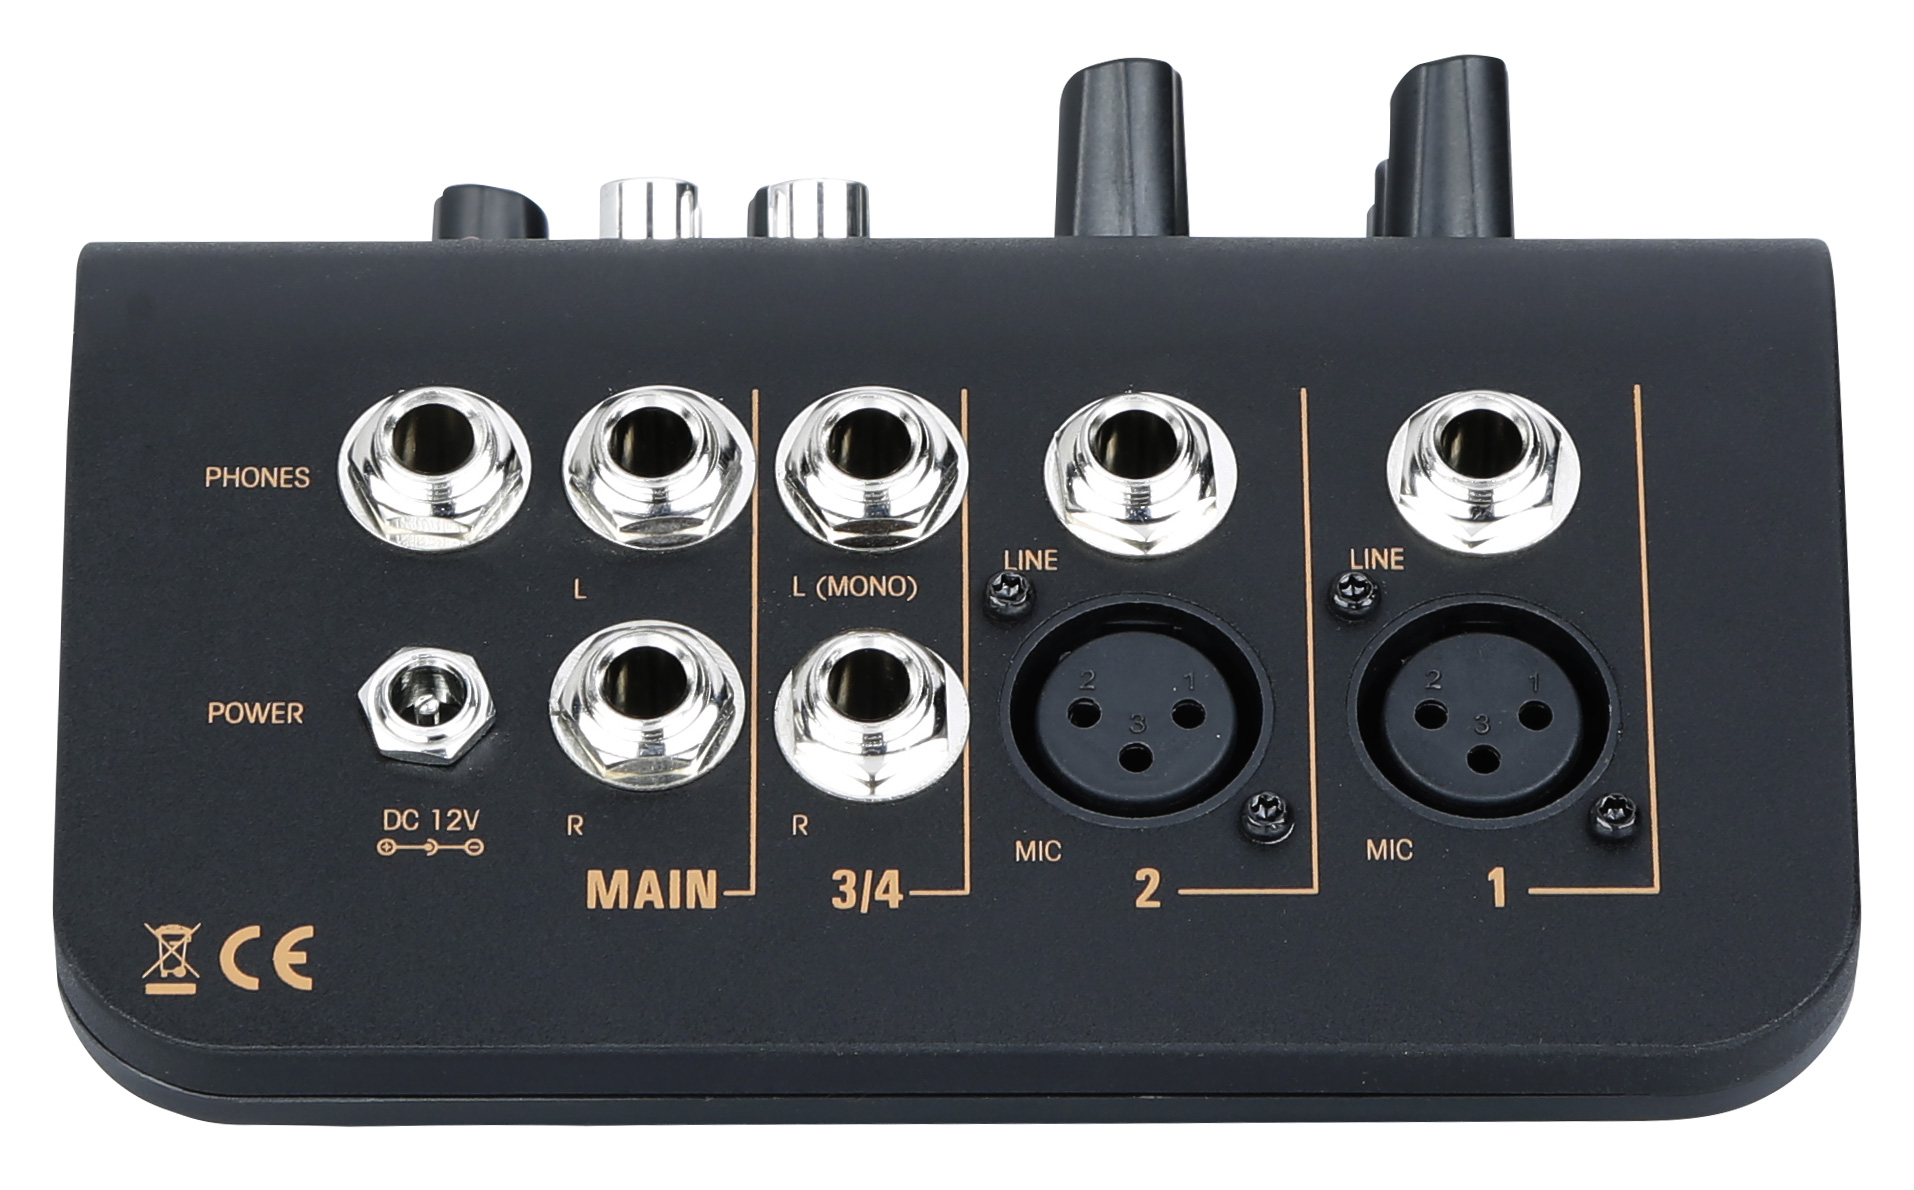 PHONES
LINE
LINE
L
L (MONO)
2 1
3
2 1
3
POWER
DC 12V
R
R
MIC
MIC
MAIN
3/4
2
1
CE